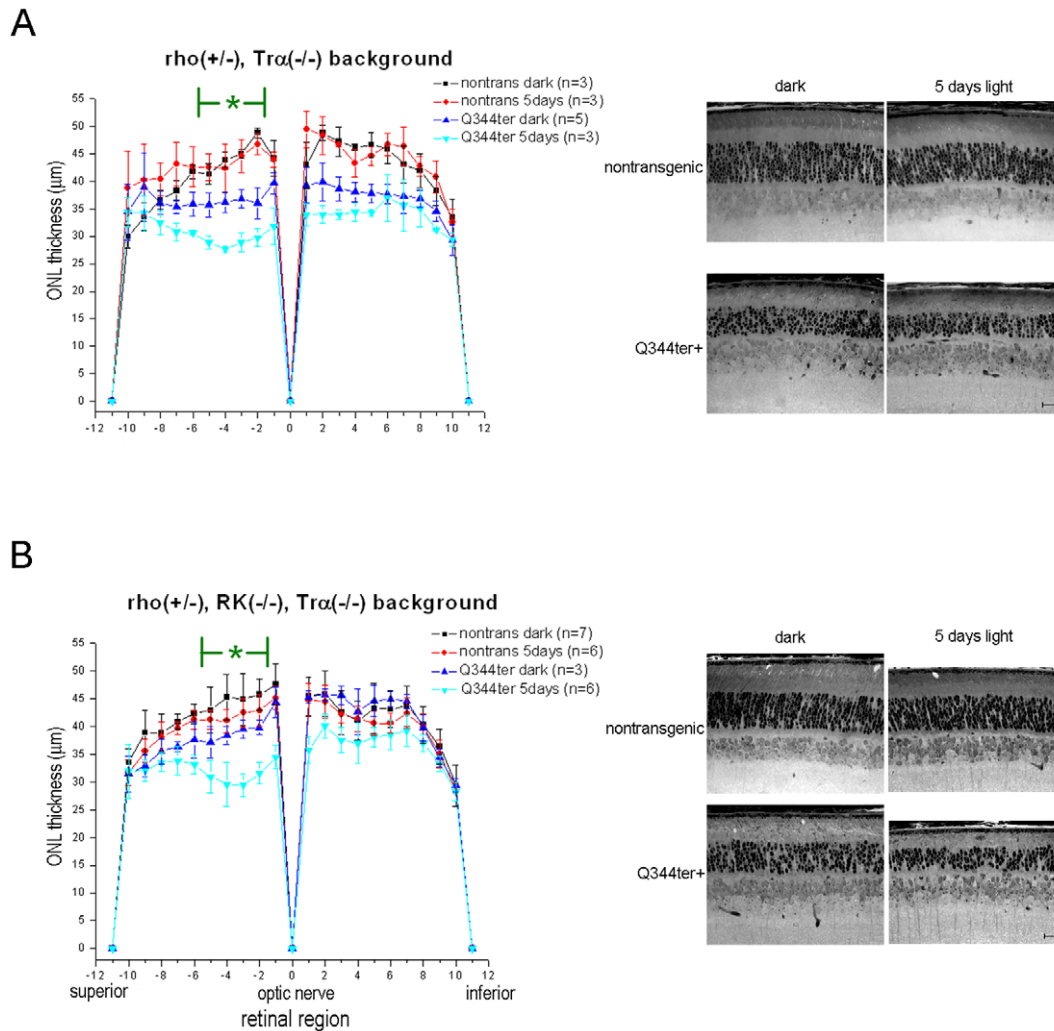 A
rho(+/-), Trα(-/-) background
nontrans dark (n=3)
nontrans 5days (n=3)
Q344ter dark (n=5)
Q344ter 5days (n=3)
*
ONL thickness (µm)
55
50
45
40
35
30
25
20
15
10
5
0
-12 -10 -8 -6 -4 -2 0 2 4 6 8 10 12
dark 5 days light
nontransgenic
Q344ter+
B
rho(+/-), RK(-/-), Trα(-/-) background
nontrans dark (n=7)
nontrans 5days (n=6)
Q344ter dark (n=3)
Q344ter 5days (n=6)
*
ONL thickness (µm)
55
50
45
40
35
30
25
20
15
10
5
0
-12 -10 -8 -6 -4 -2 0 2 4 6 8 10 12
superior optic nerve inferior
retinal region
dark 5 days light
nontransgenic
Q344ter+